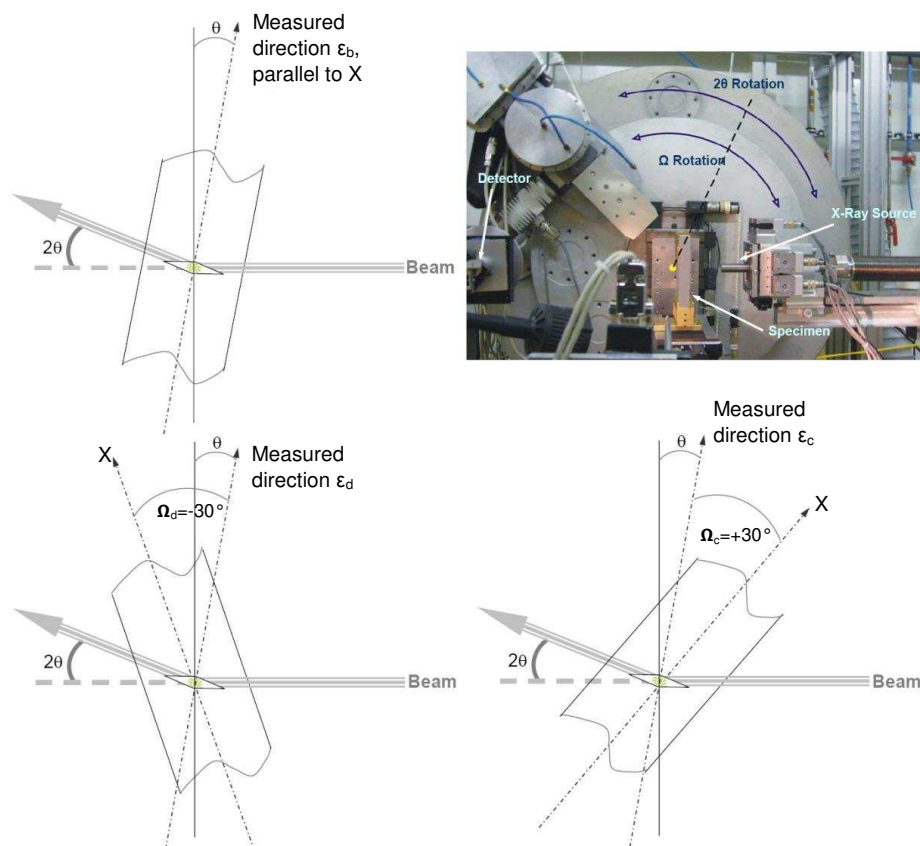 θ
Measured
direction εb,
parallel to X
2θ
Beam
2θ Rotation
Ω Rotation
Detector
X-Ray Source
Specimen
X
θ
Measured
direction εd
Ωd=-30°
2θ
Beam
Measured
direction εc
θ
X
Ωc=+30°
2θ
Beam